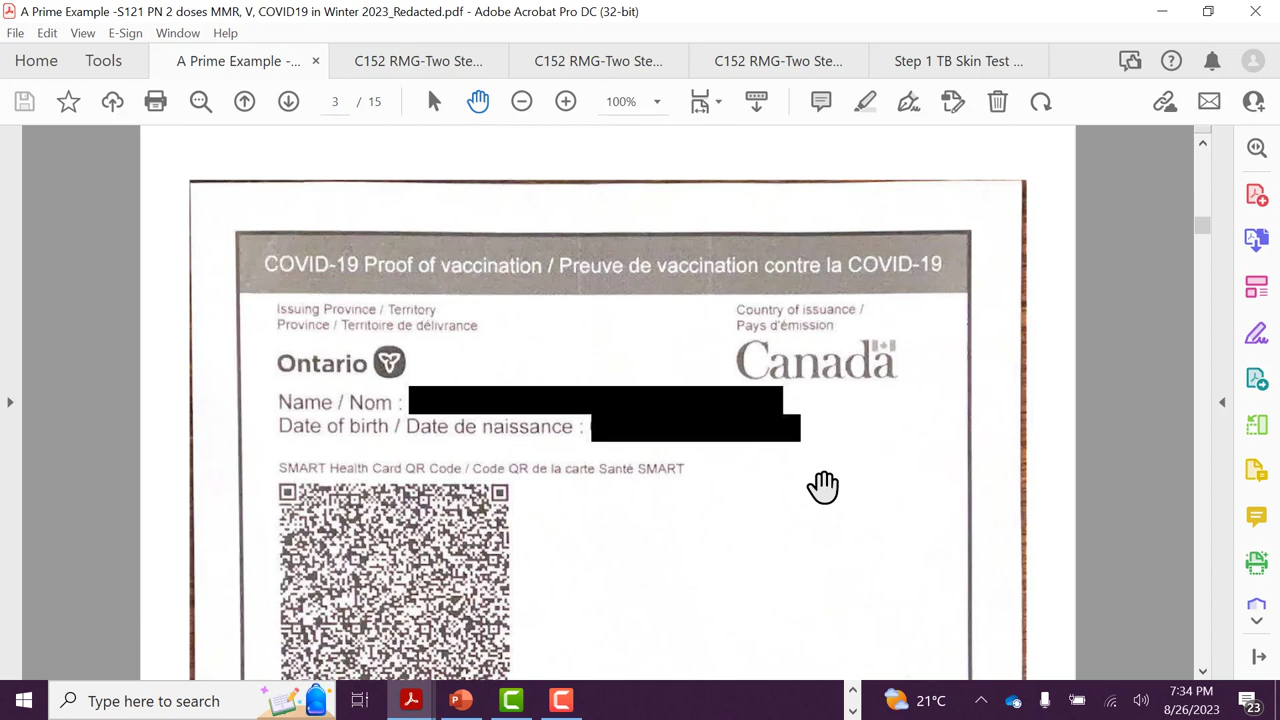 A Prime Example -S121 PN 2 doses MMR, V, COVID19 in Winter 2023_Redacted.pdf - Adobe Acrobat Pro DC (32-bit)
File Edit View E-Sign Window Help
Home Tools A Prime Example -... × C152 RMG-Two Ste... C152 RMG-Two Ste... C152 RMG-Two Ste... Step 1 TB Skin Test ...
3 / 15 100%
COVID-19 Proof of vaccination / Preuve de vaccination contre la COVID-19
Issuing Province / Territory
Province / Territoire de délivrance
Country of issuance /
Pays d'émission
Ontario
Canada
Name / Nom :
Date of birth / Date de naissance :
SMART Health Card QR Code / Code QR de la carte Santé SMART
Type here to search
21°C
7:34 PM
8/26/2023
23